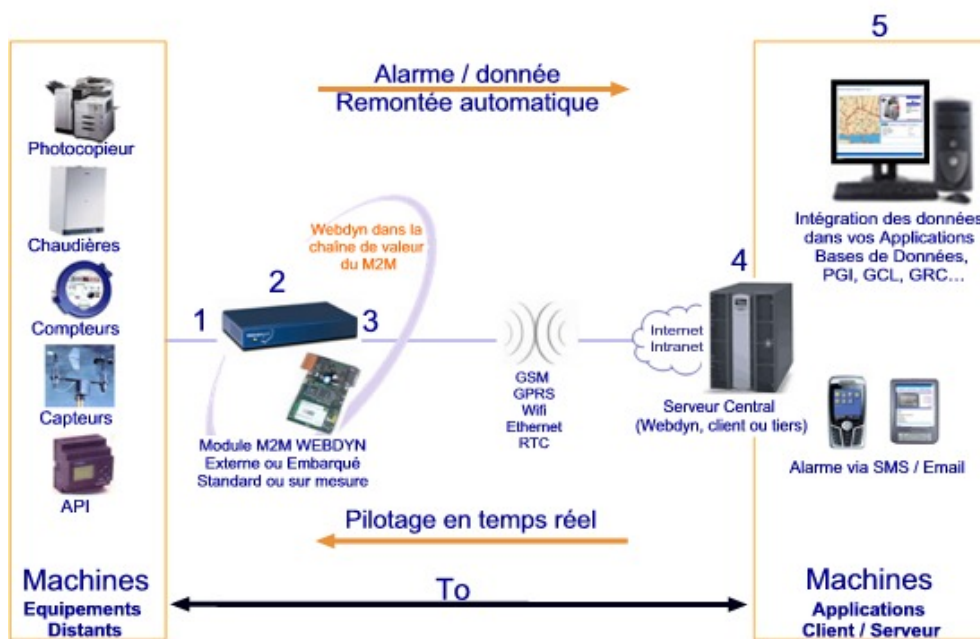 5
Alarme / donnée
Remontée automatique
Photocopieur
Chaudières
Compteurs
Capteurs
API
Machines
Equipements
Distants
Webdyn dans la
chaîne de valeur
du M2M
1
2
3
Module M2M WEBDYN
Externe ou Embarqué
Standard ou sur mesure
GSM
GPRS
Wifi
Ethernet
RTC
Internet
Intranet
4
Serveur Central
(Webdyn, client ou tiers)
Intégration des données
dans vos Applications
Bases de Données,
PGI, GCL, GRC...
Alarme via SMS / Email
Pilotage en temps réel
To
Machines
Applications
Client / Serveur